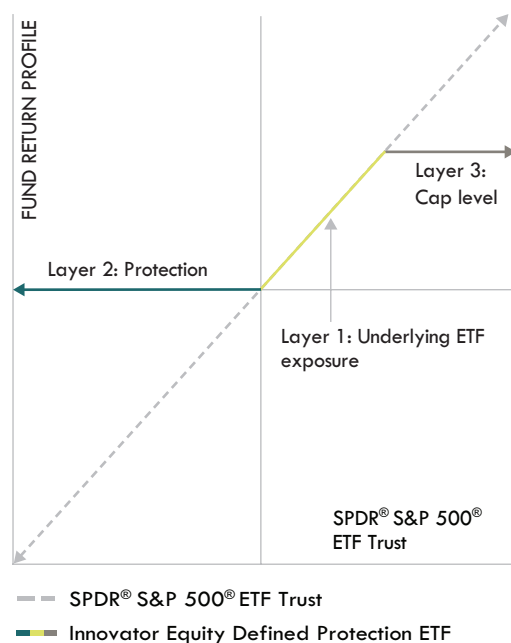 FUND RETURN PROFILE
Layer 3:
Cap level
Layer 2: Protection
Layer 1: Underlying ETF
exposure
SPDR® S&P 500®
ETF Trust
SPDR® S&P 500® ETF Trust
Innovator Equity Defined Protection ETF